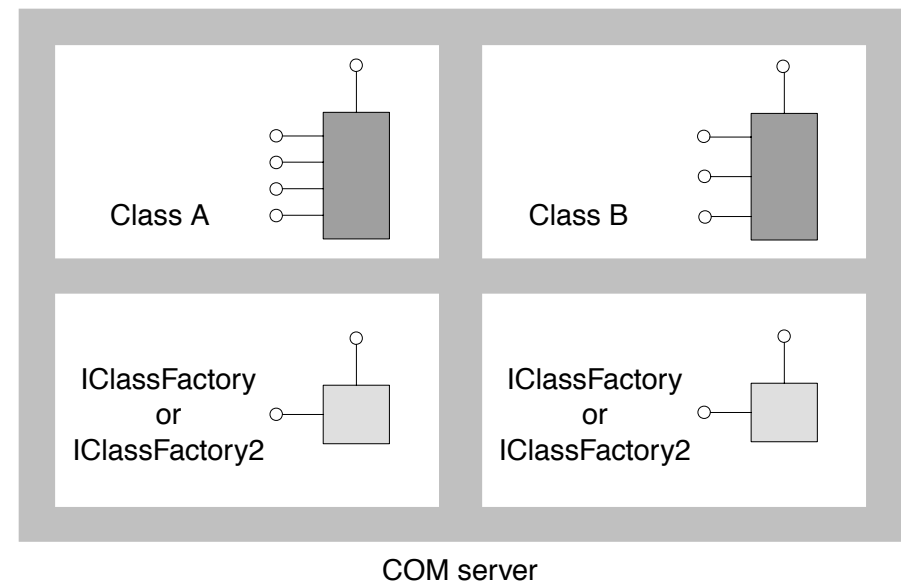 Class A
Class B
IClassFactory
or
IClassFactory2
IClassFactory
or
IClassFactory2
COM server